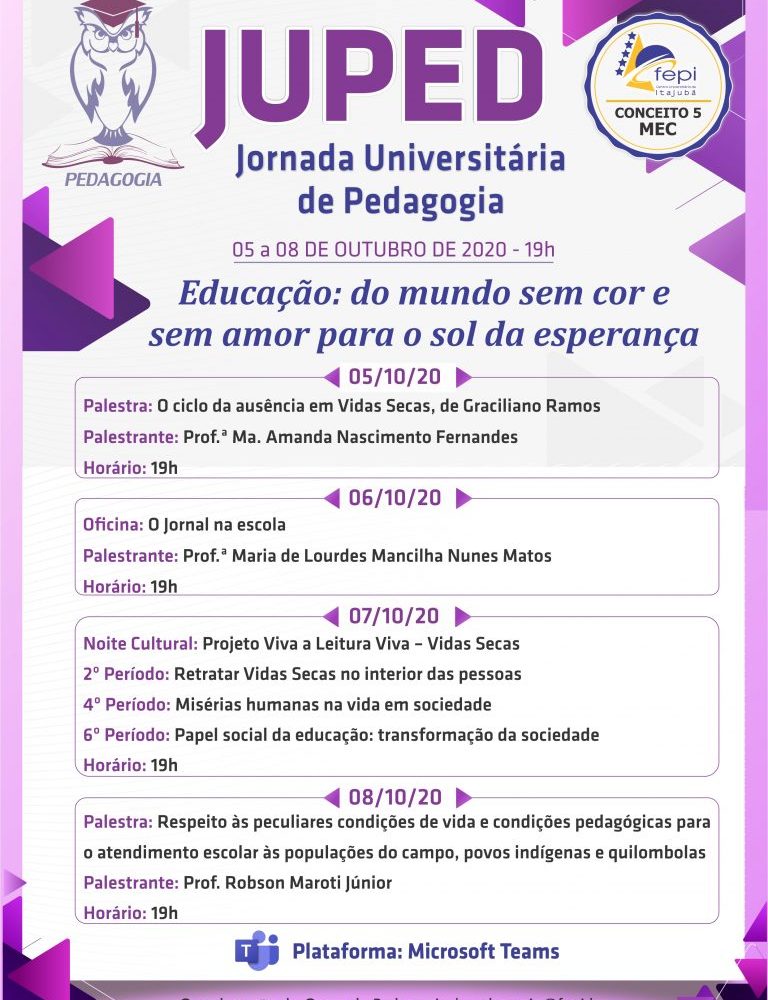 JUPED
PEDAGOGIA
fepi
Centro Universitário de
Itajubá
CONCEITO 5
MEC
Jornada Universitária
de Pedagogia
05 a 08 DE OUTUBRO DE 2020 - 19h
Educação: do mundo sem cor e
sem amor para o sol da esperança
05/10/20
Palestra: O ciclo da ausência em Vidas Secas, de Graciliano Ramos
Palestrante: Prof.ª Ma. Amanda Nascimento Fernandes
Horário: 19h
06/10/20
Oficina: O Jornal na escola
Palestrante: Prof.ª Maria de Lourdes Mancilha Nunes Matos
Horário: 19h
07/10/20
Noite Cultural: Projeto Viva a Leitura Viva – Vidas Secas
2º Período: Retratar Vidas Secas no interior das pessoas
4º Período: Misérias humanas na vida em sociedade
6º Período: Papel social da educação: transformação da sociedade
Horário: 19h
08/10/20
Palestra: Respeito às peculiares condições de vida e condições pedagógicas para
o atendimento escolar às populações do campo, povos indígenas e quilombolas
Palestrante: Prof. Robson Maroti Júnior
Horário: 19h
T
Plataforma: Microsoft Teams